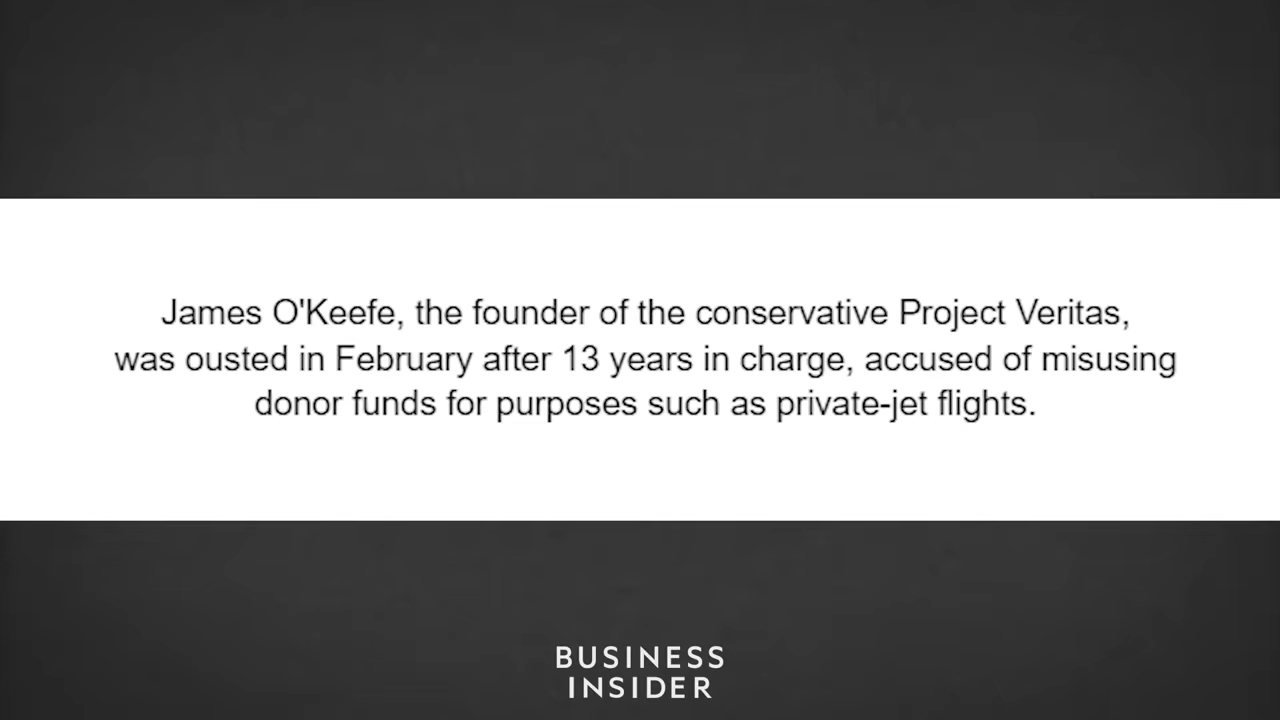 James O'Keefe, the founder of the conservative Project Veritas,
was ousted in February after 13 years in charge, accused of misusing
donor funds for purposes such as private-jet flights.
BUSINESS
INSIDER